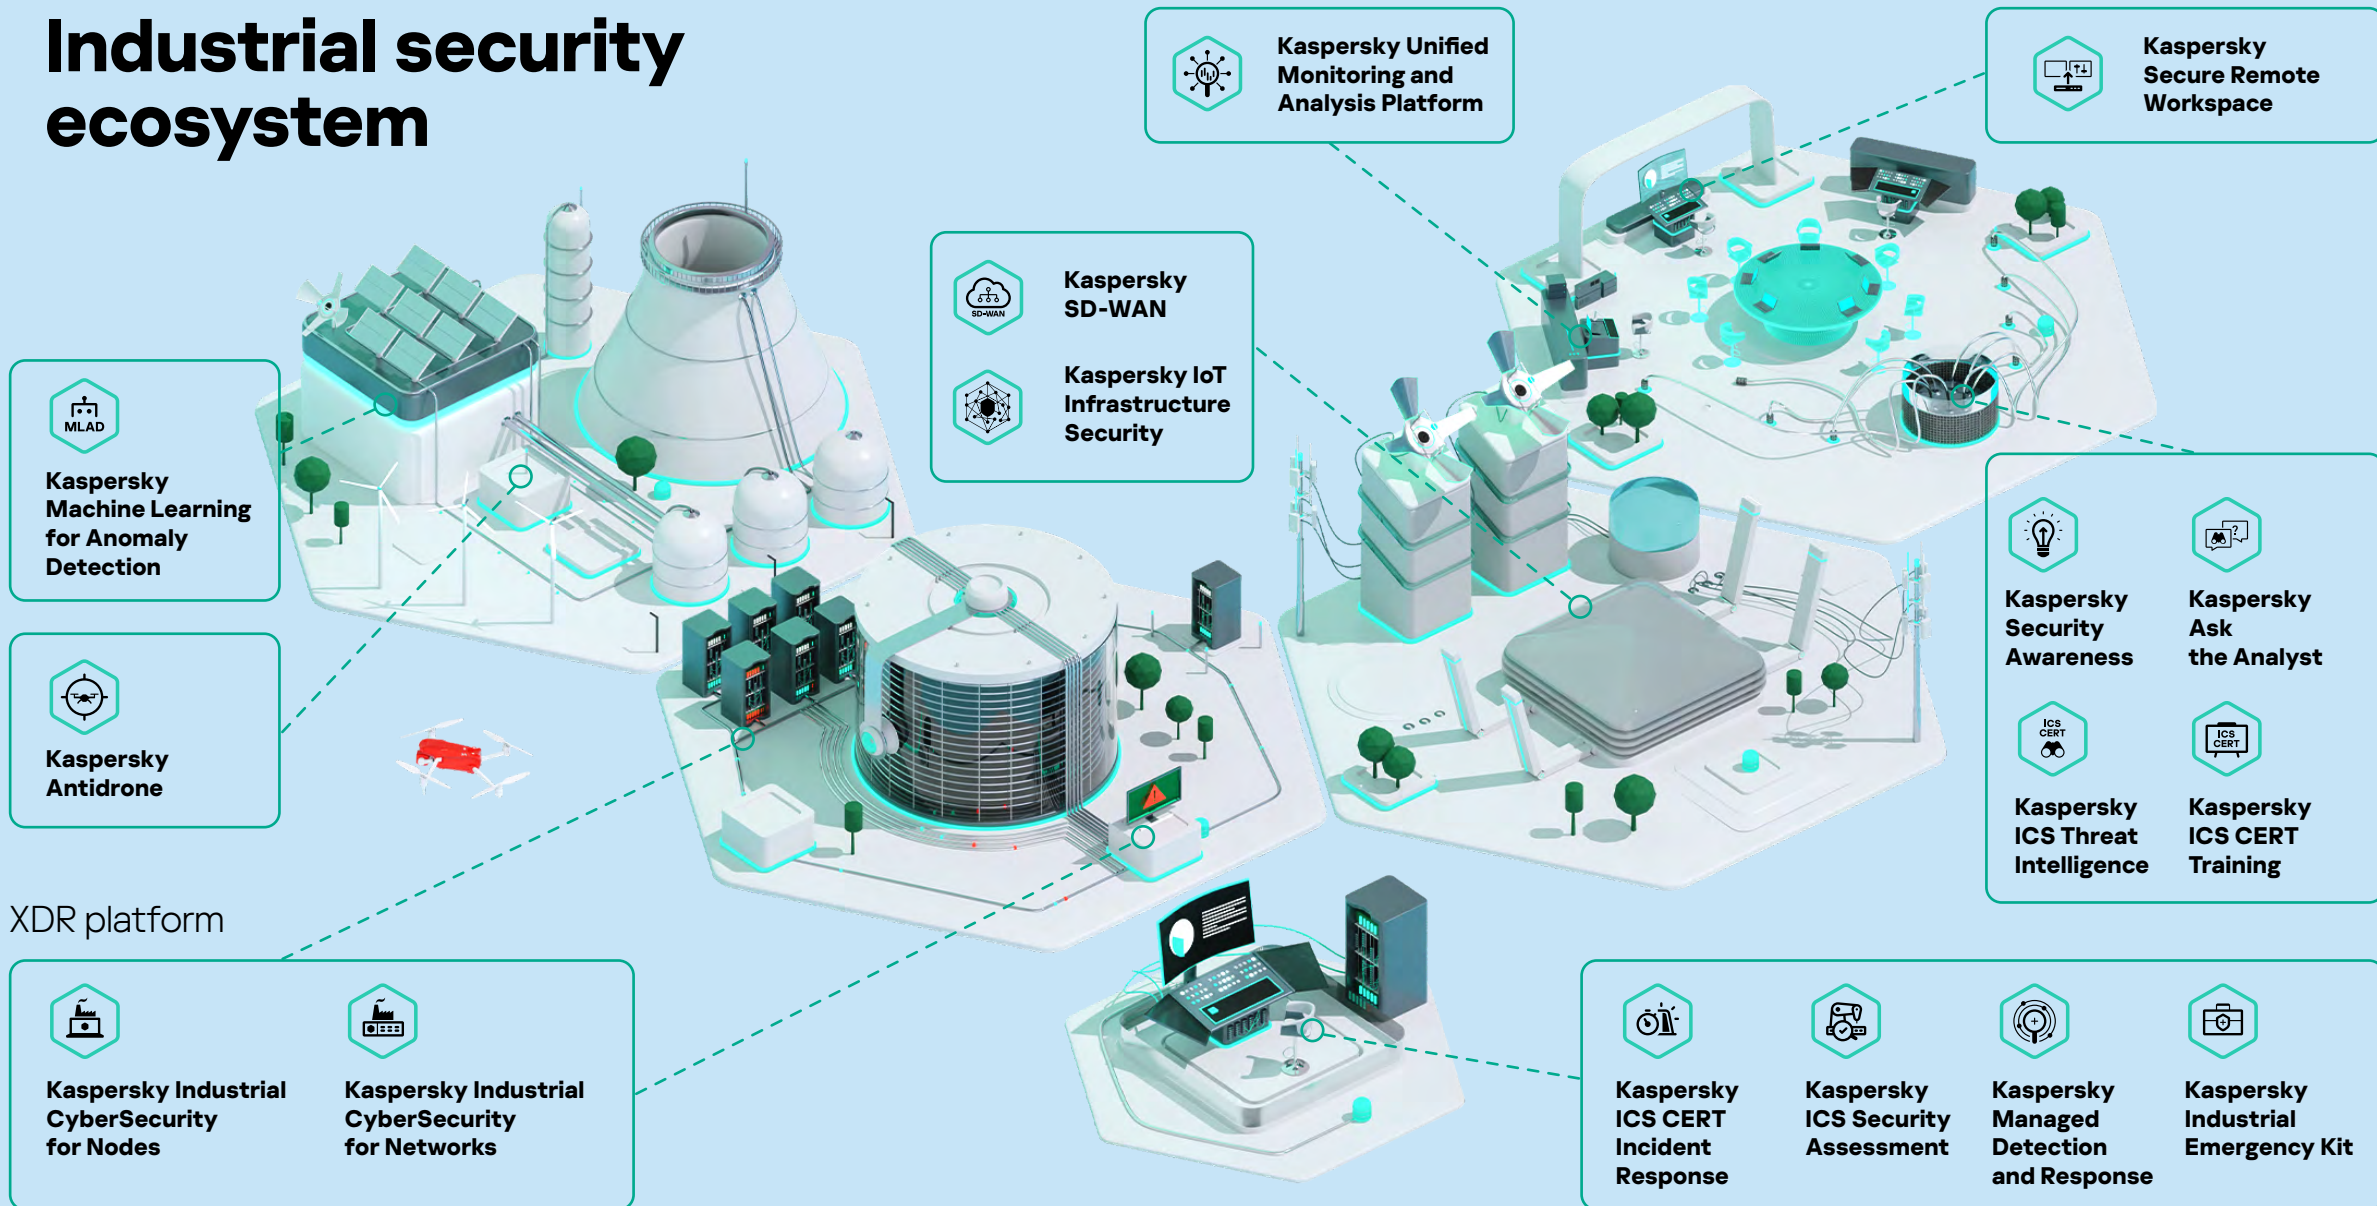 Industrial security
ecosystem
Kaspersky Unified
Monitoring and
Analysis Platform
Kaspersky
Secure Remote
Workspace
SD-WAN
Kaspersky
SD-WAN
Kaspersky IoT
Infrastructure
Security
MLAD
Kaspersky
Machine Learning
for Anomaly
Detection
Kaspersky
Antidrone
Kaspersky
Security
Awareness
?
Kaspersky
Ask
the Analyst
ICS
CERT
Kaspersky
ICS Threat
Intelligence
ICS
CERT
Kaspersky
ICS CERT
Training
XDR platform
Kaspersky Industrial
CyberSecurity
for Nodes
Kaspersky Industrial
CyberSecurity
for Networks
Kaspersky
ICS CERT
Incident
Response
Kaspersky
ICS Security
Assessment
Kaspersky
Managed
Detection
and Response
Kaspersky
Industrial
Emergency Kit